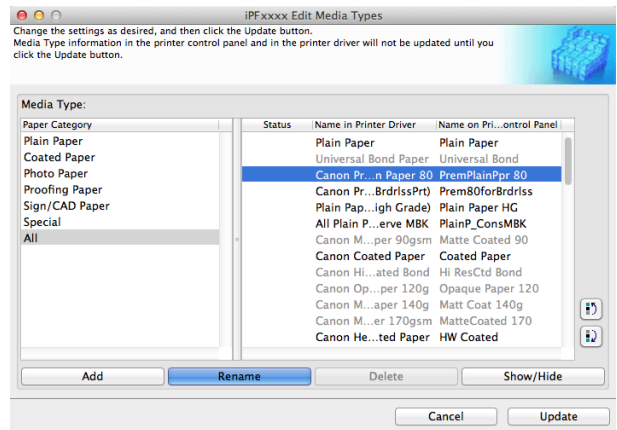 iPFxxxx Edit Media Types
Change the settings as desired, and then click the Update button.
Media Type information in the printer control panel and in the printer driver will not be updated until you
click the Update button.
Media Type:
Paper Category
Status Name in Printer Driver Name on Pri...ontrol Panel
Plain Paper
Coated Paper
Photo Paper
Proofing Paper
Sign/CAD Paper
Special
All
Plain Paper Plain Paper
Universal Bond Paper Universal Bond
Canon Pr...n Paper 80 PremPlainPpr 80
Canon Pr...BrdrlssPrt) Prem80forBrdrlss
Plain Pap...igh Grade) Plain Paper HG
All Plain P...erve MBK PlainP_ConsMBK
Canon M...per 90gsm Matte Coated 90
Canon Coated Paper Coated Paper
Canon Hi...ated Bond Hi ResCtd Bond
Canon Op...per 120g Opaque Paper 120
Canon M...aper 140g Matt Coat 140g
Canon M...er 170gsm MatteCoated 170
Canon He...ted Paper HW Coated
Add Rename Delete Show/Hide
Cancel Update